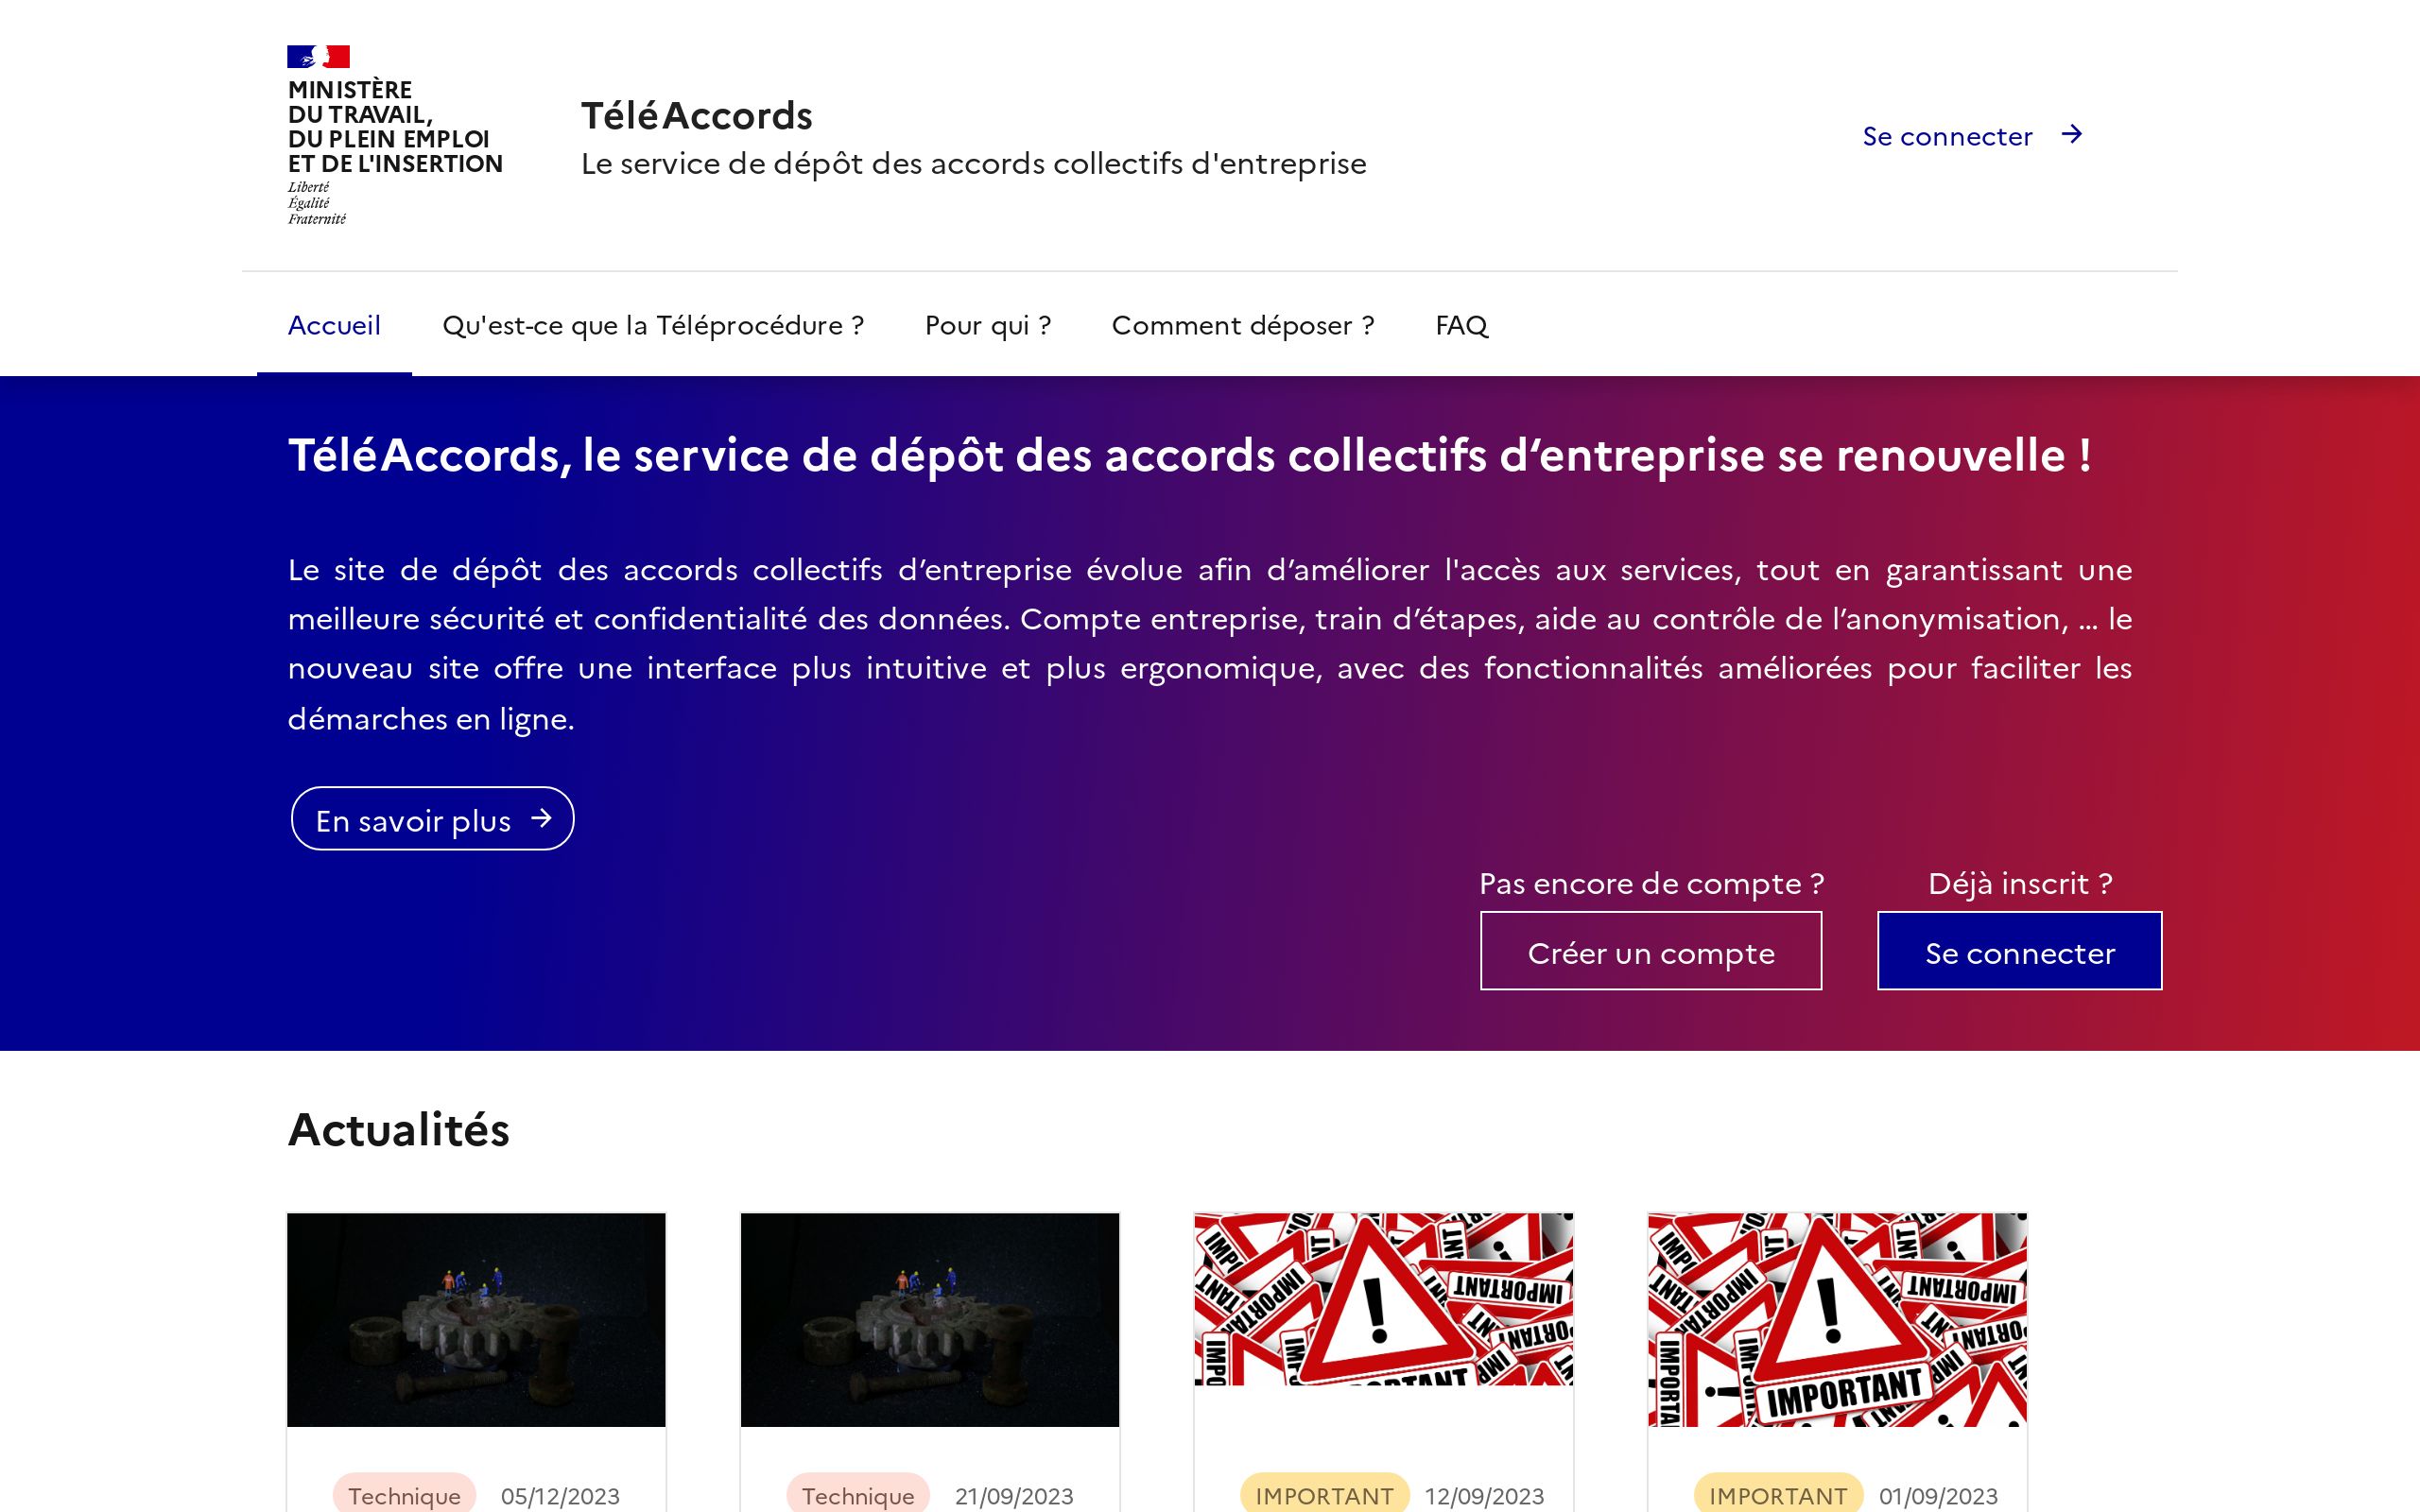 MINISTÈRE
DU TRAVAIL,
DU PLEIN EMPLOI
ET DE L'INSERTION
Liberté
Égalité
Fraternité
TéléAccords
Le service de dépôt des accords collectifs d'entreprise
Se connecter
Accueil
Qu'est-ce que la Téléprocédure ?
Pour qui ?
Comment déposer ?
FAQ
TéléAccords, le service de dépôt des accords collectifs d’entreprise se renouvelle !
Le site de dépôt des accords collectifs d’entreprise évolue afin d’améliorer l'accès aux services, tout en garantissant une
meilleure sécurité et confidentialité des données. Compte entreprise, train d’étapes, aide au contrôle de l’anonymisation, ... le
nouveau site offre une interface plus intuitive et plus ergonomique, avec des fonctionnalités améliorées pour faciliter les
démarches en ligne.
En savoir plus
Pas encore de compte ?
Déjà inscrit ?
Créer un compte
Se connecter
Actualités
IMPORTANT
IMPORTANT
IMPORTANT
IMPORTANT
IMPORTANT
Technique
05/12/2023
Technique
21/09/2023
IMPORTANT
12/09/2023
IMPORTANT
01/09/2023